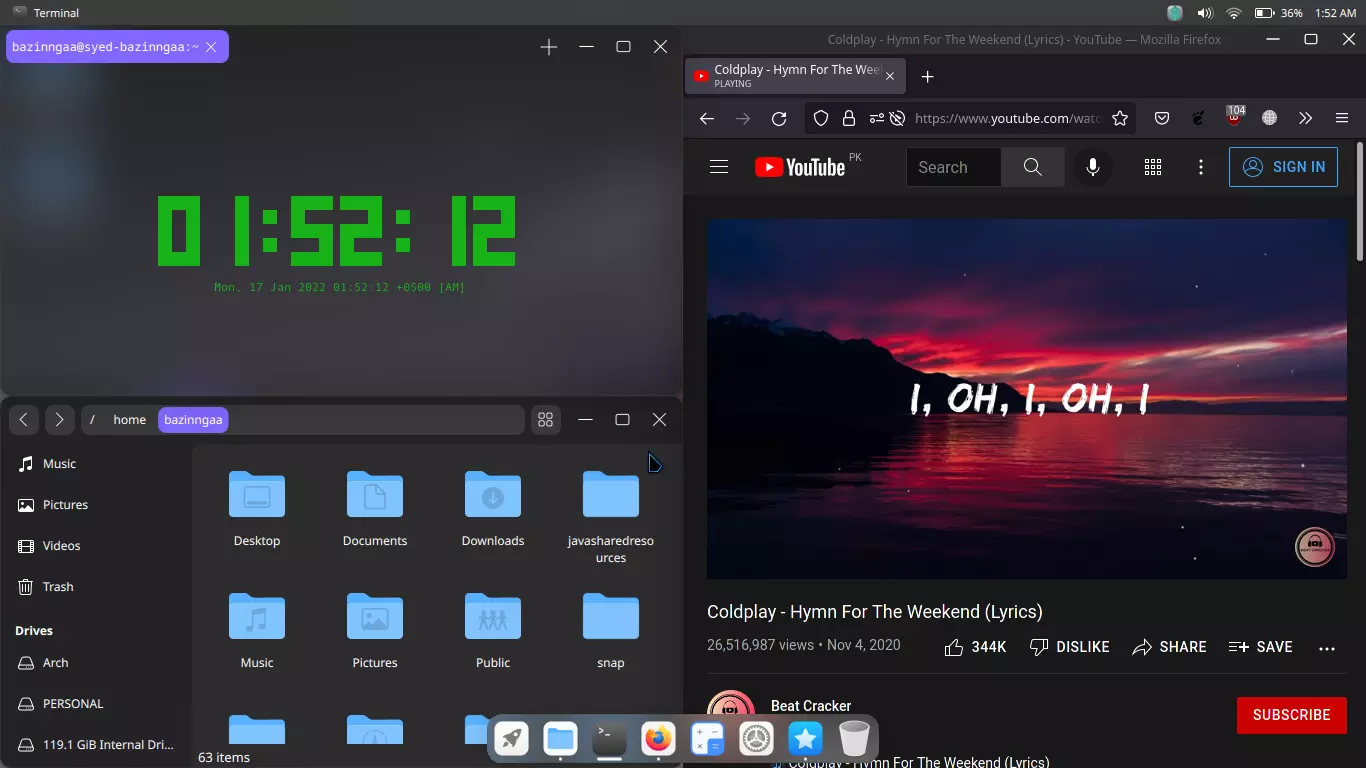 Terminal
36%
1:52 AM
bazinngaa@syed-bazinngaa:~
01:52:12
Mon, 17 Jan 2022 01:52:12 +0500 [AM]
/ home bazinngaa
Music
Pictures
Videos
Trash
Drives
Arch
PERSONAL
119.1 GiB Internal Dri...
Desktop
Documents
Downloads
javasharedreso
urces
Music
Pictures
Public
snap
63 items
Coldplay - Hymn For The Weekend (Lyrics) - YouTube — Mozilla Firefox
Coldplay - Hymn For The Wee
PLAYING
https://www.youtube.com/watc
104
YouTube PK
Search
SIGN IN
I, OH, I, OH, I
BEAT CRACKER
Coldplay - Hymn For The Weekend (Lyrics)
26,516,987 views • Nov 4, 2020
344K
DISLIKE
SHARE
SAVE
Beat Cracker
SUBSCRIBE
Coldplay - Hymn For The Weekend (Lyrics)